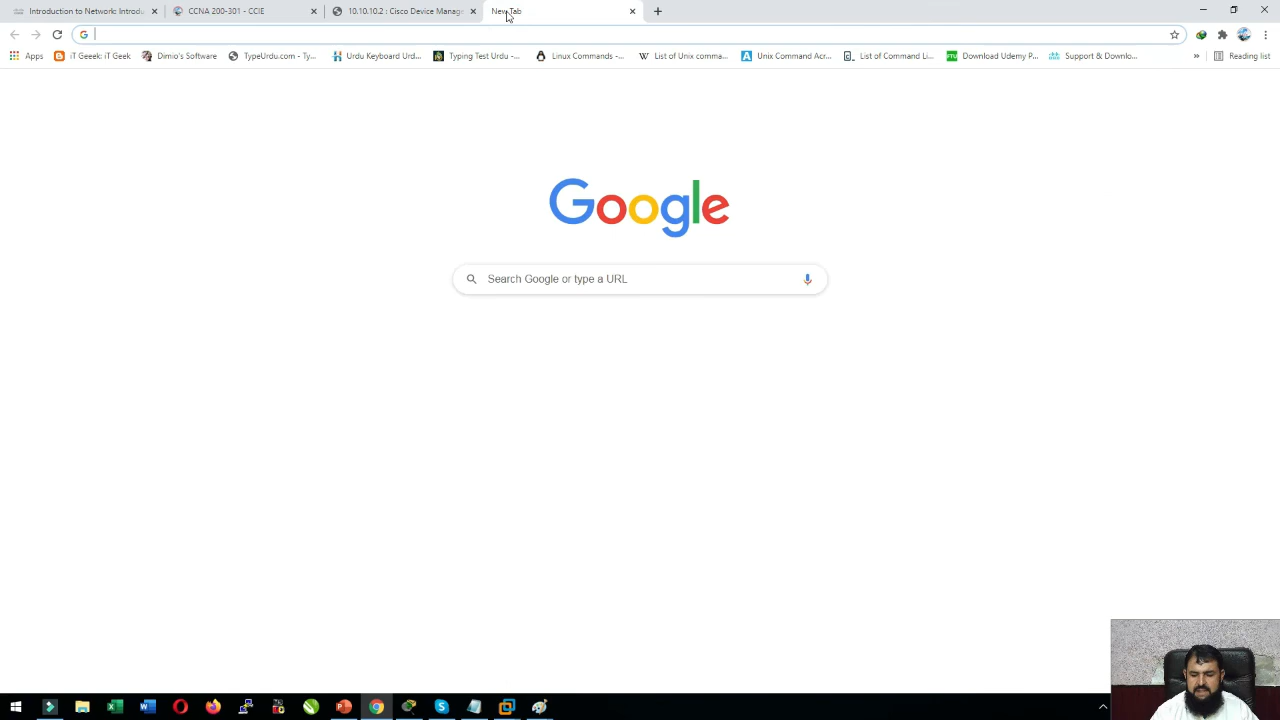 Introduction to Network: Introdu
CCNA 200-301 - CCIE
10.10.10.2 : Cisco Device Manag
New Tab
Apps
iT Geeek: iT Geek
Dimio's Software
TypeUrdu.com - Ty...
Urdu Keyboard Urd...
Typing Test Urdu -...
Linux Commands -...
List of Unix comma...
Unix Command Acr...
List of Command Li...
Download Udemy P...
Support & Downlo...
»
Reading list
Google
Search Google or type a URL